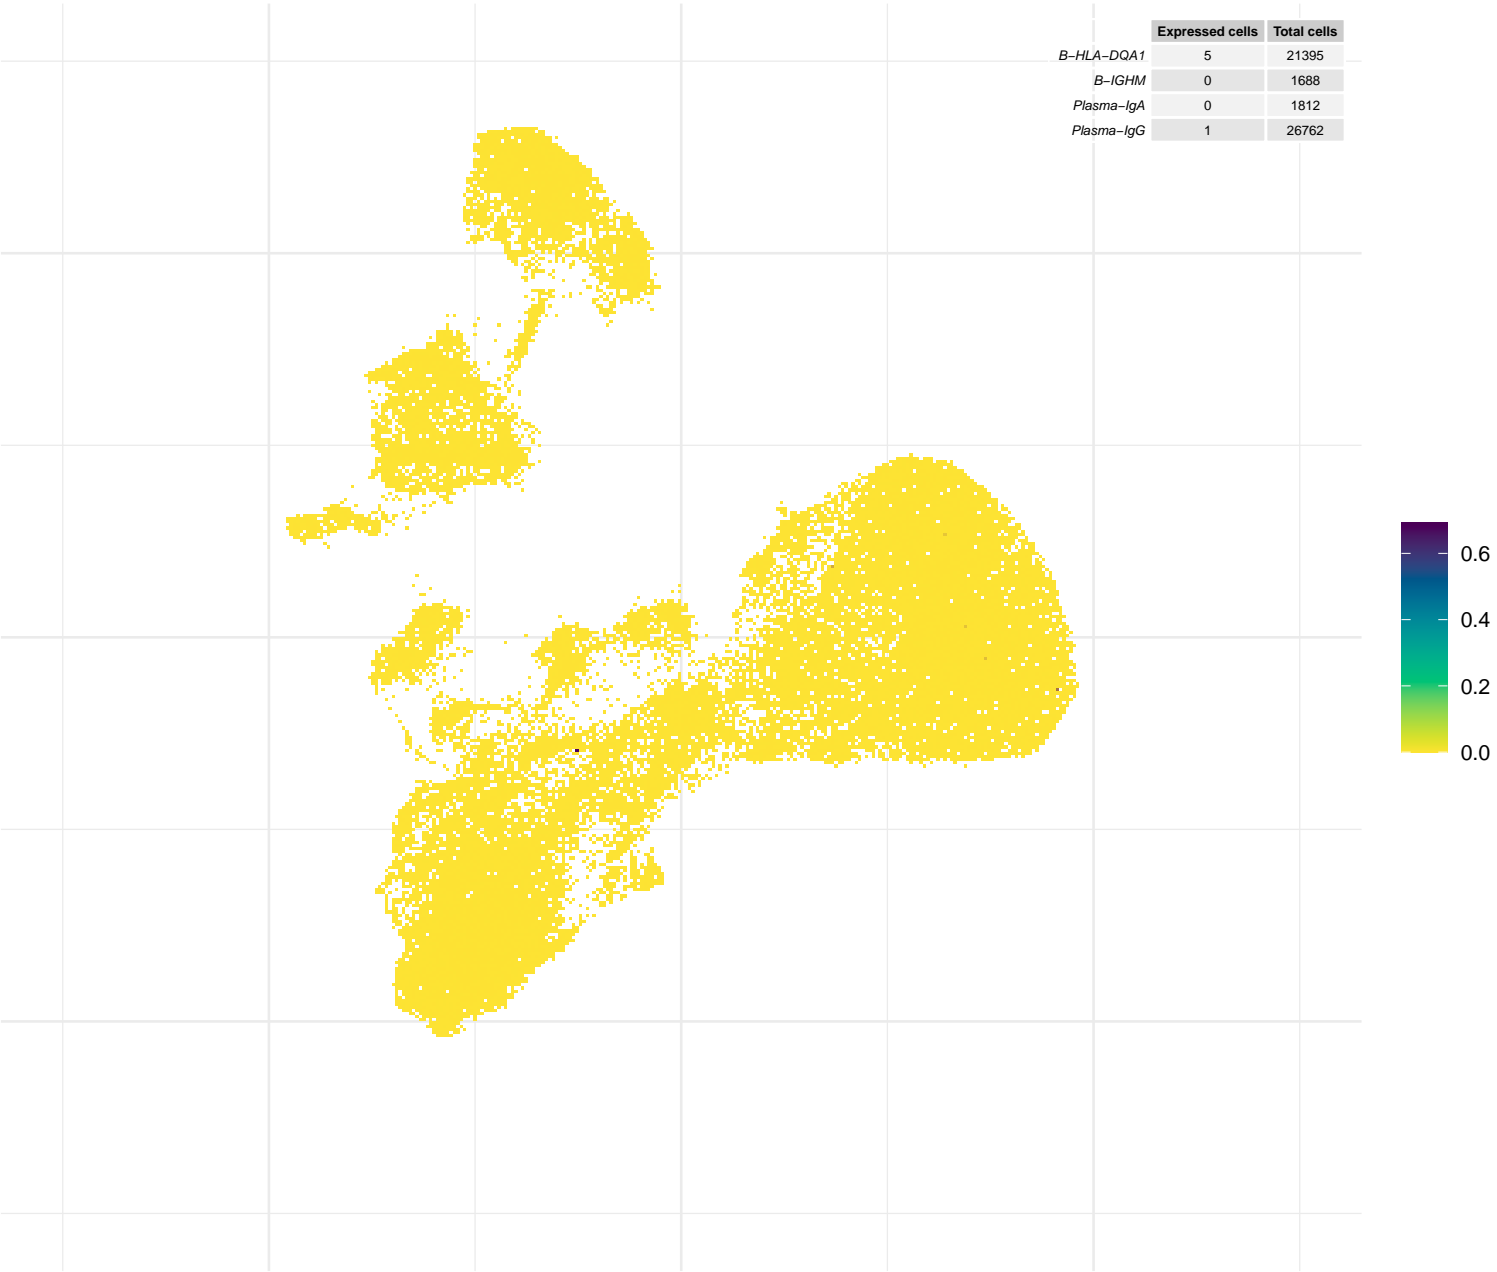 Expressed cells Total cells
B−HLA−DQA1 5 21395
B−IGHM 0 1688
Plasma−IgA 0 1812
Plasma−IgG 1 26762
0.6
0.4
0.2
0.0